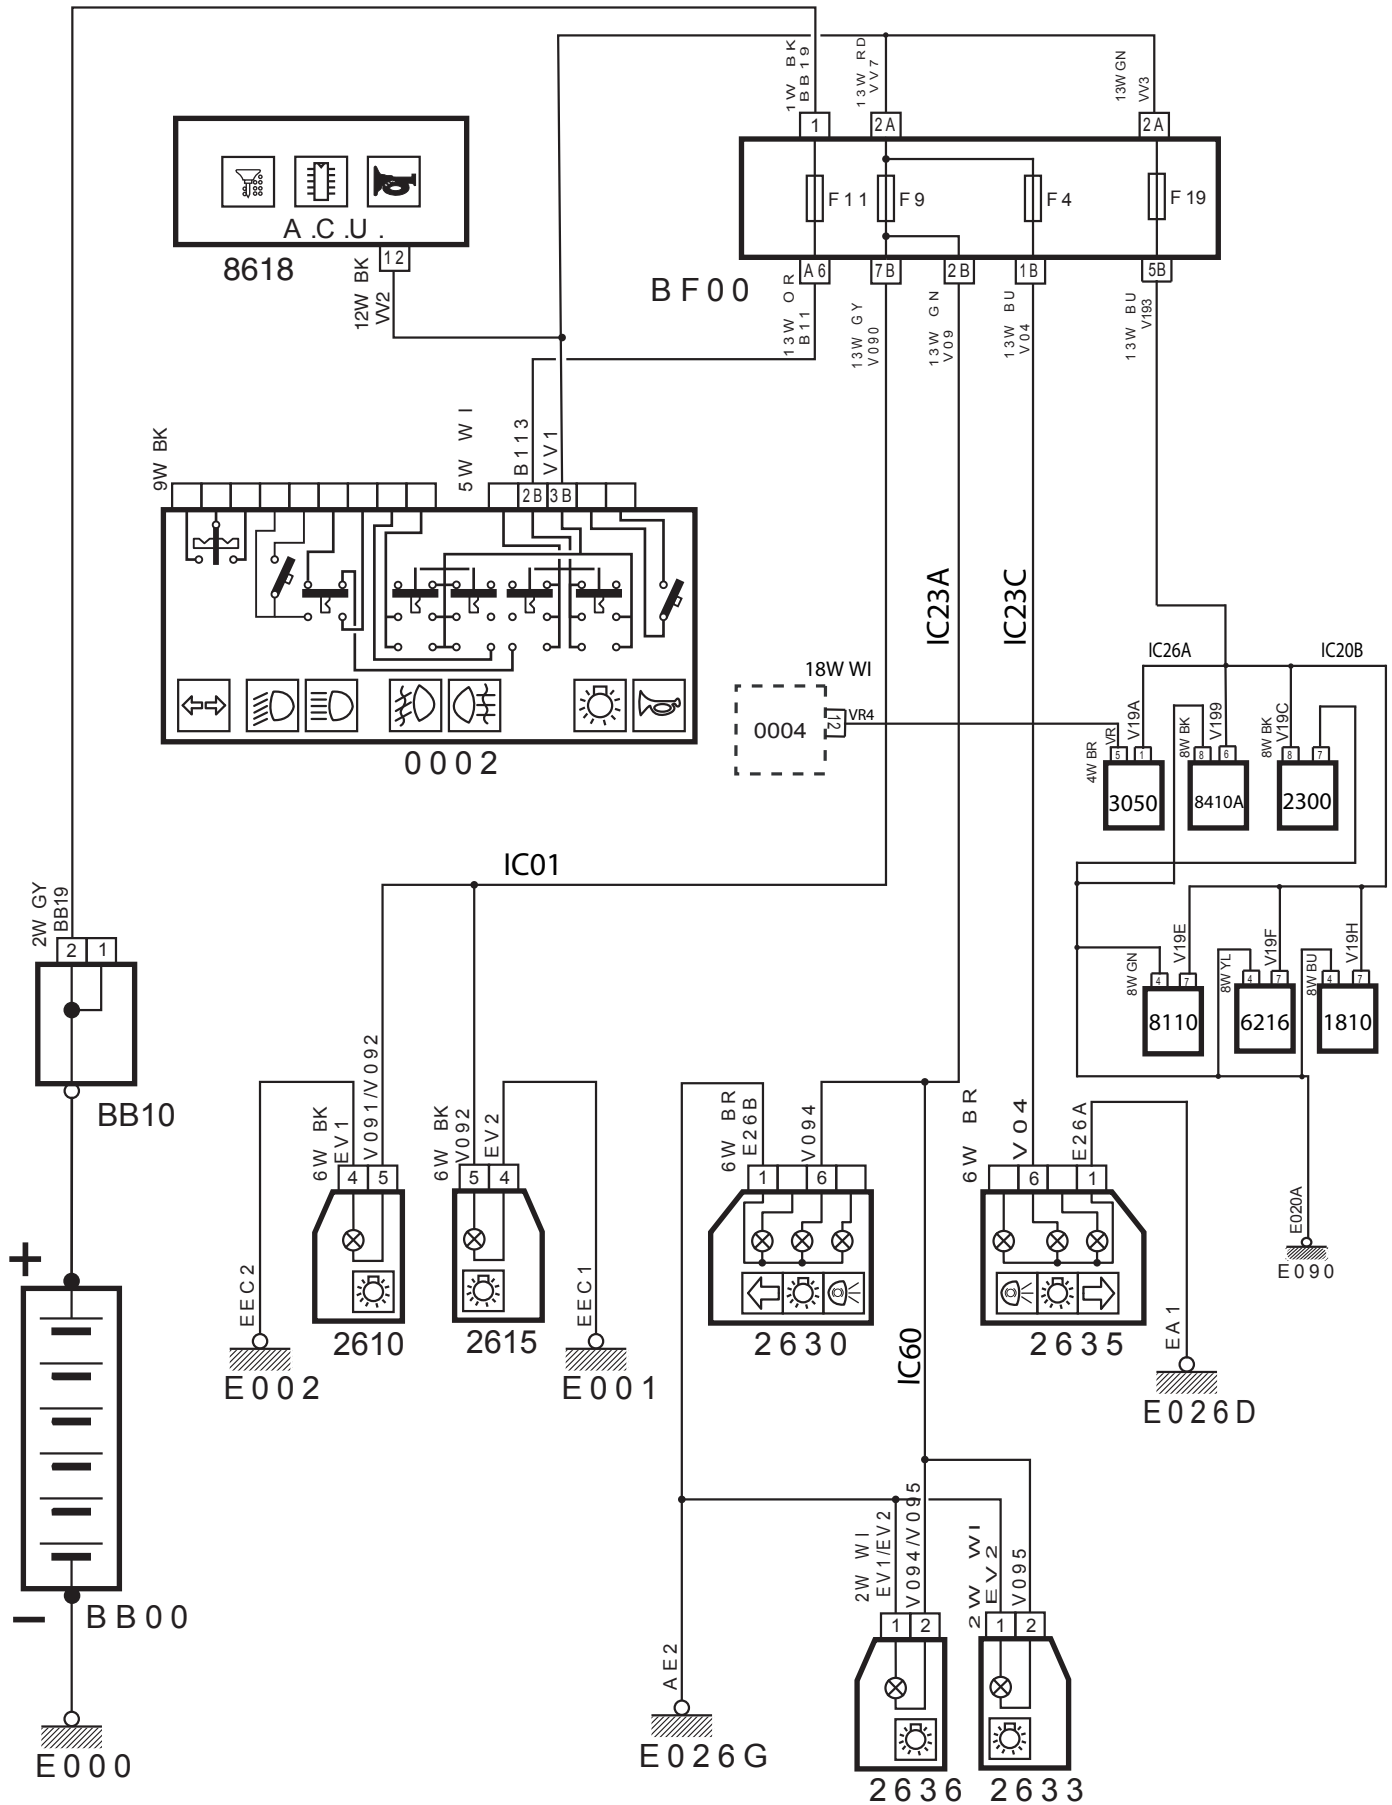 1W BK
BB19
13W RD
VV7
13W GN
VV3
1
2A
2A
F11
F9
F4
F19
A.C.U.
8618
12
12W BK
VV2
BF00
A6
7B
2B
1B
5B
13W OR
B11
13W GY
V090
13W GN
V09
13W BU
V04
13W BU
V193
9W BK
5W WI
B113
VV1
2B
3B
0002
IC23A
IC23C
18W WI
0004
12
VR4
IC26A
IC20B
4W BR
VR
V19A
8W BK
V199
8W BK
V19C
5
1
8
6
8
7
3050
8410A
2300
IC01
2W GY
BB19
2
1
BB10
8W GN
V19E
8W YL
V19F
8W BU
V19H
4
7
4
7
4
7
8110
6216
1810
6W BK
EV1
V091/V092
6W BK
V092
EV2
4
5
5
4
6W BR
E26B
V094
1
6
6W BR
V04
E26A
6
1
E020A
E090
+
EEC2
EEC1
EA1
2610
2615
2630
2635
E002
E001
IC60
E026D
2W WI
EV1/EV2
V094/V095
2W WI
EV2
V095
–
BB00
1
2
1
2
AE2
E000
E026G
2636
2633